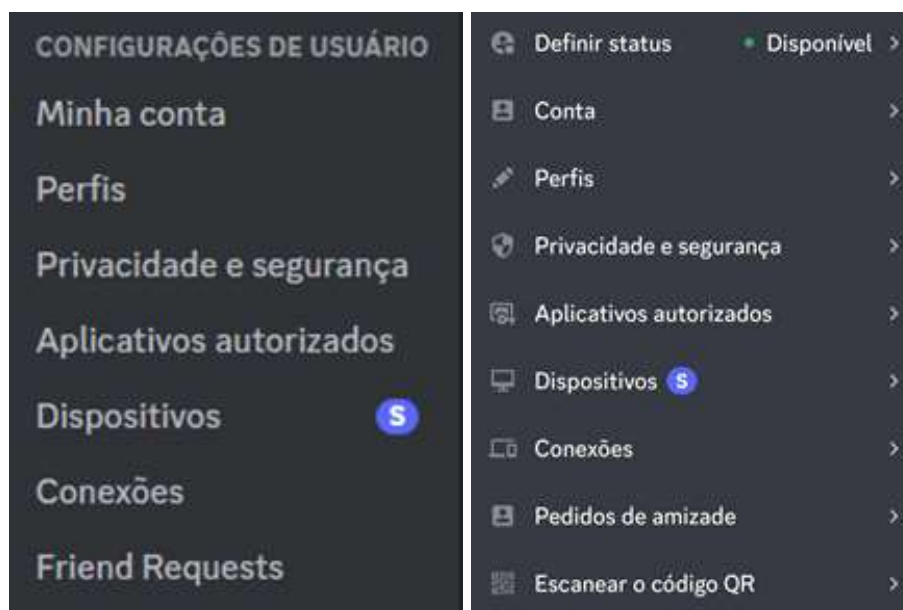 CONFIGURAÇÕES DE USUÁRIO
Minha conta
Perfis
Privacidade e segurança
Aplicativos autorizados
Dispositivos S
Conexões
Friend Requests
Definir status Disponível
Conta
Perfis
Privacidade e segurança
Aplicativos autorizados
Dispositivos S
Conexões
Pedidos de amizade
Escanear o código QR